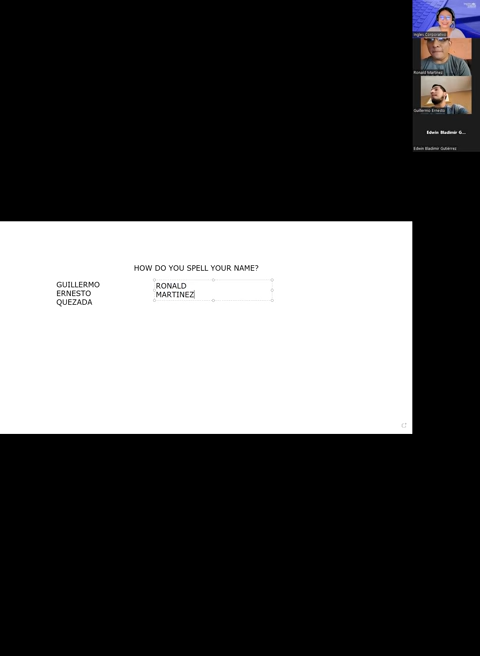 Inglés Corporativo
Ronald Martinez
Guillermo Ernesto
Edwin Bladimir G...
Edwin Bladimir Gutiérrez
HOW DO YOU SPELL YOUR NAME?
GUILLERMO
ERNESTO
QUEZADA
RONALD
MARTINEZ